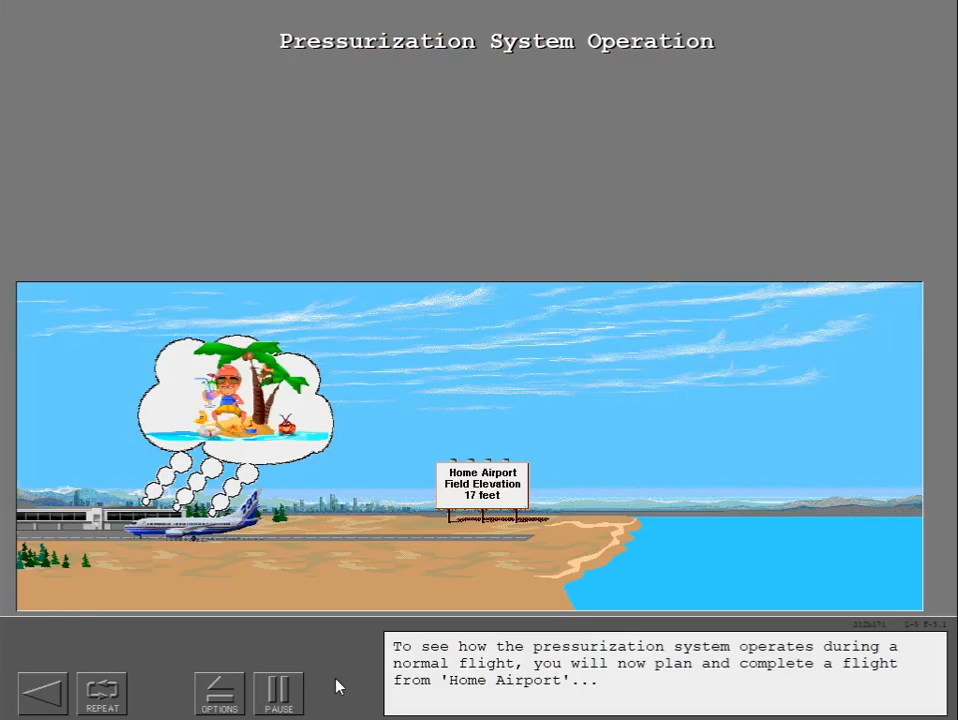 Pressurization System Operation
Home Airport
Field Elevation
17 feet
To see how the pressurization system operates during a
normal flight, you will now plan and complete a flight
from 'Home Airport'...
REPEAT
OPTIONS
PAUSE